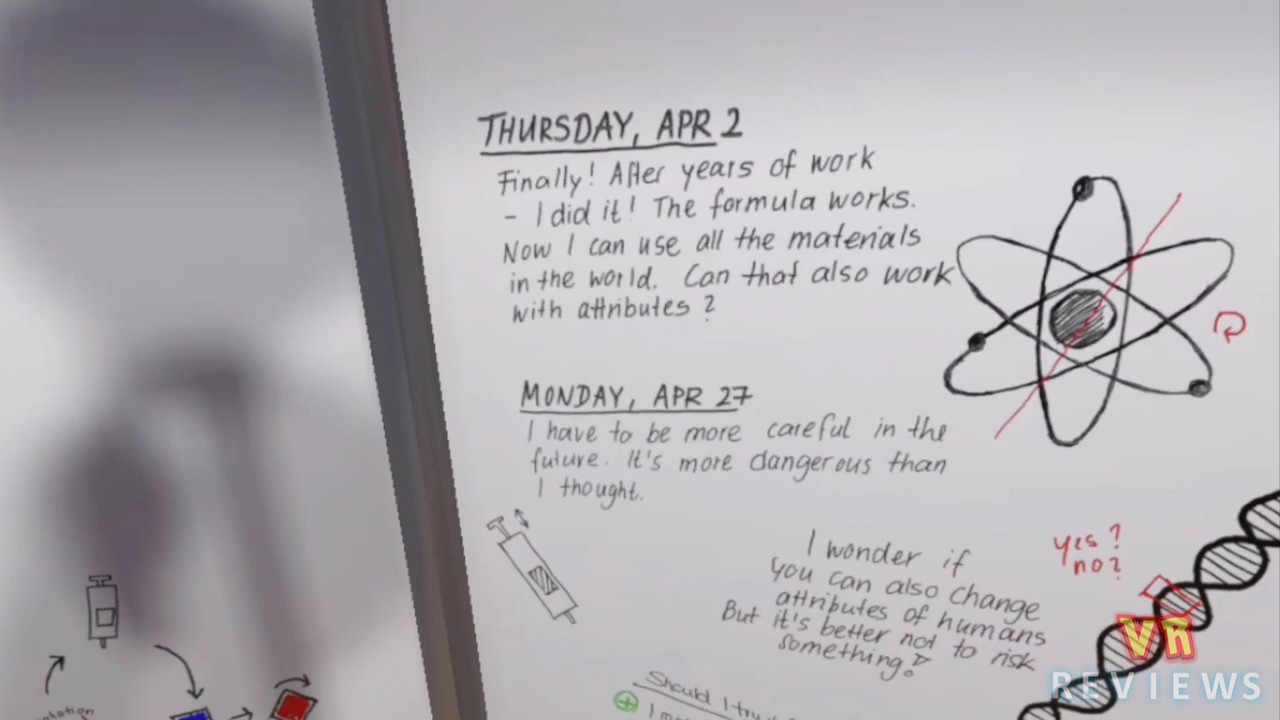 THURSDAY, APR 2
Finally! After years of work
- I did it! The formula works.
Now I can use all the materials
in the world. Can that also work
with attributes?
MONDAY, APR 27
I have to be more careful in the
future. It's more dangerous than
I thought.
I wonder if
you can also change
attributes of humans
But it's better not to risk
something!
yes?
no?
Should I try
VR
REVIEWS